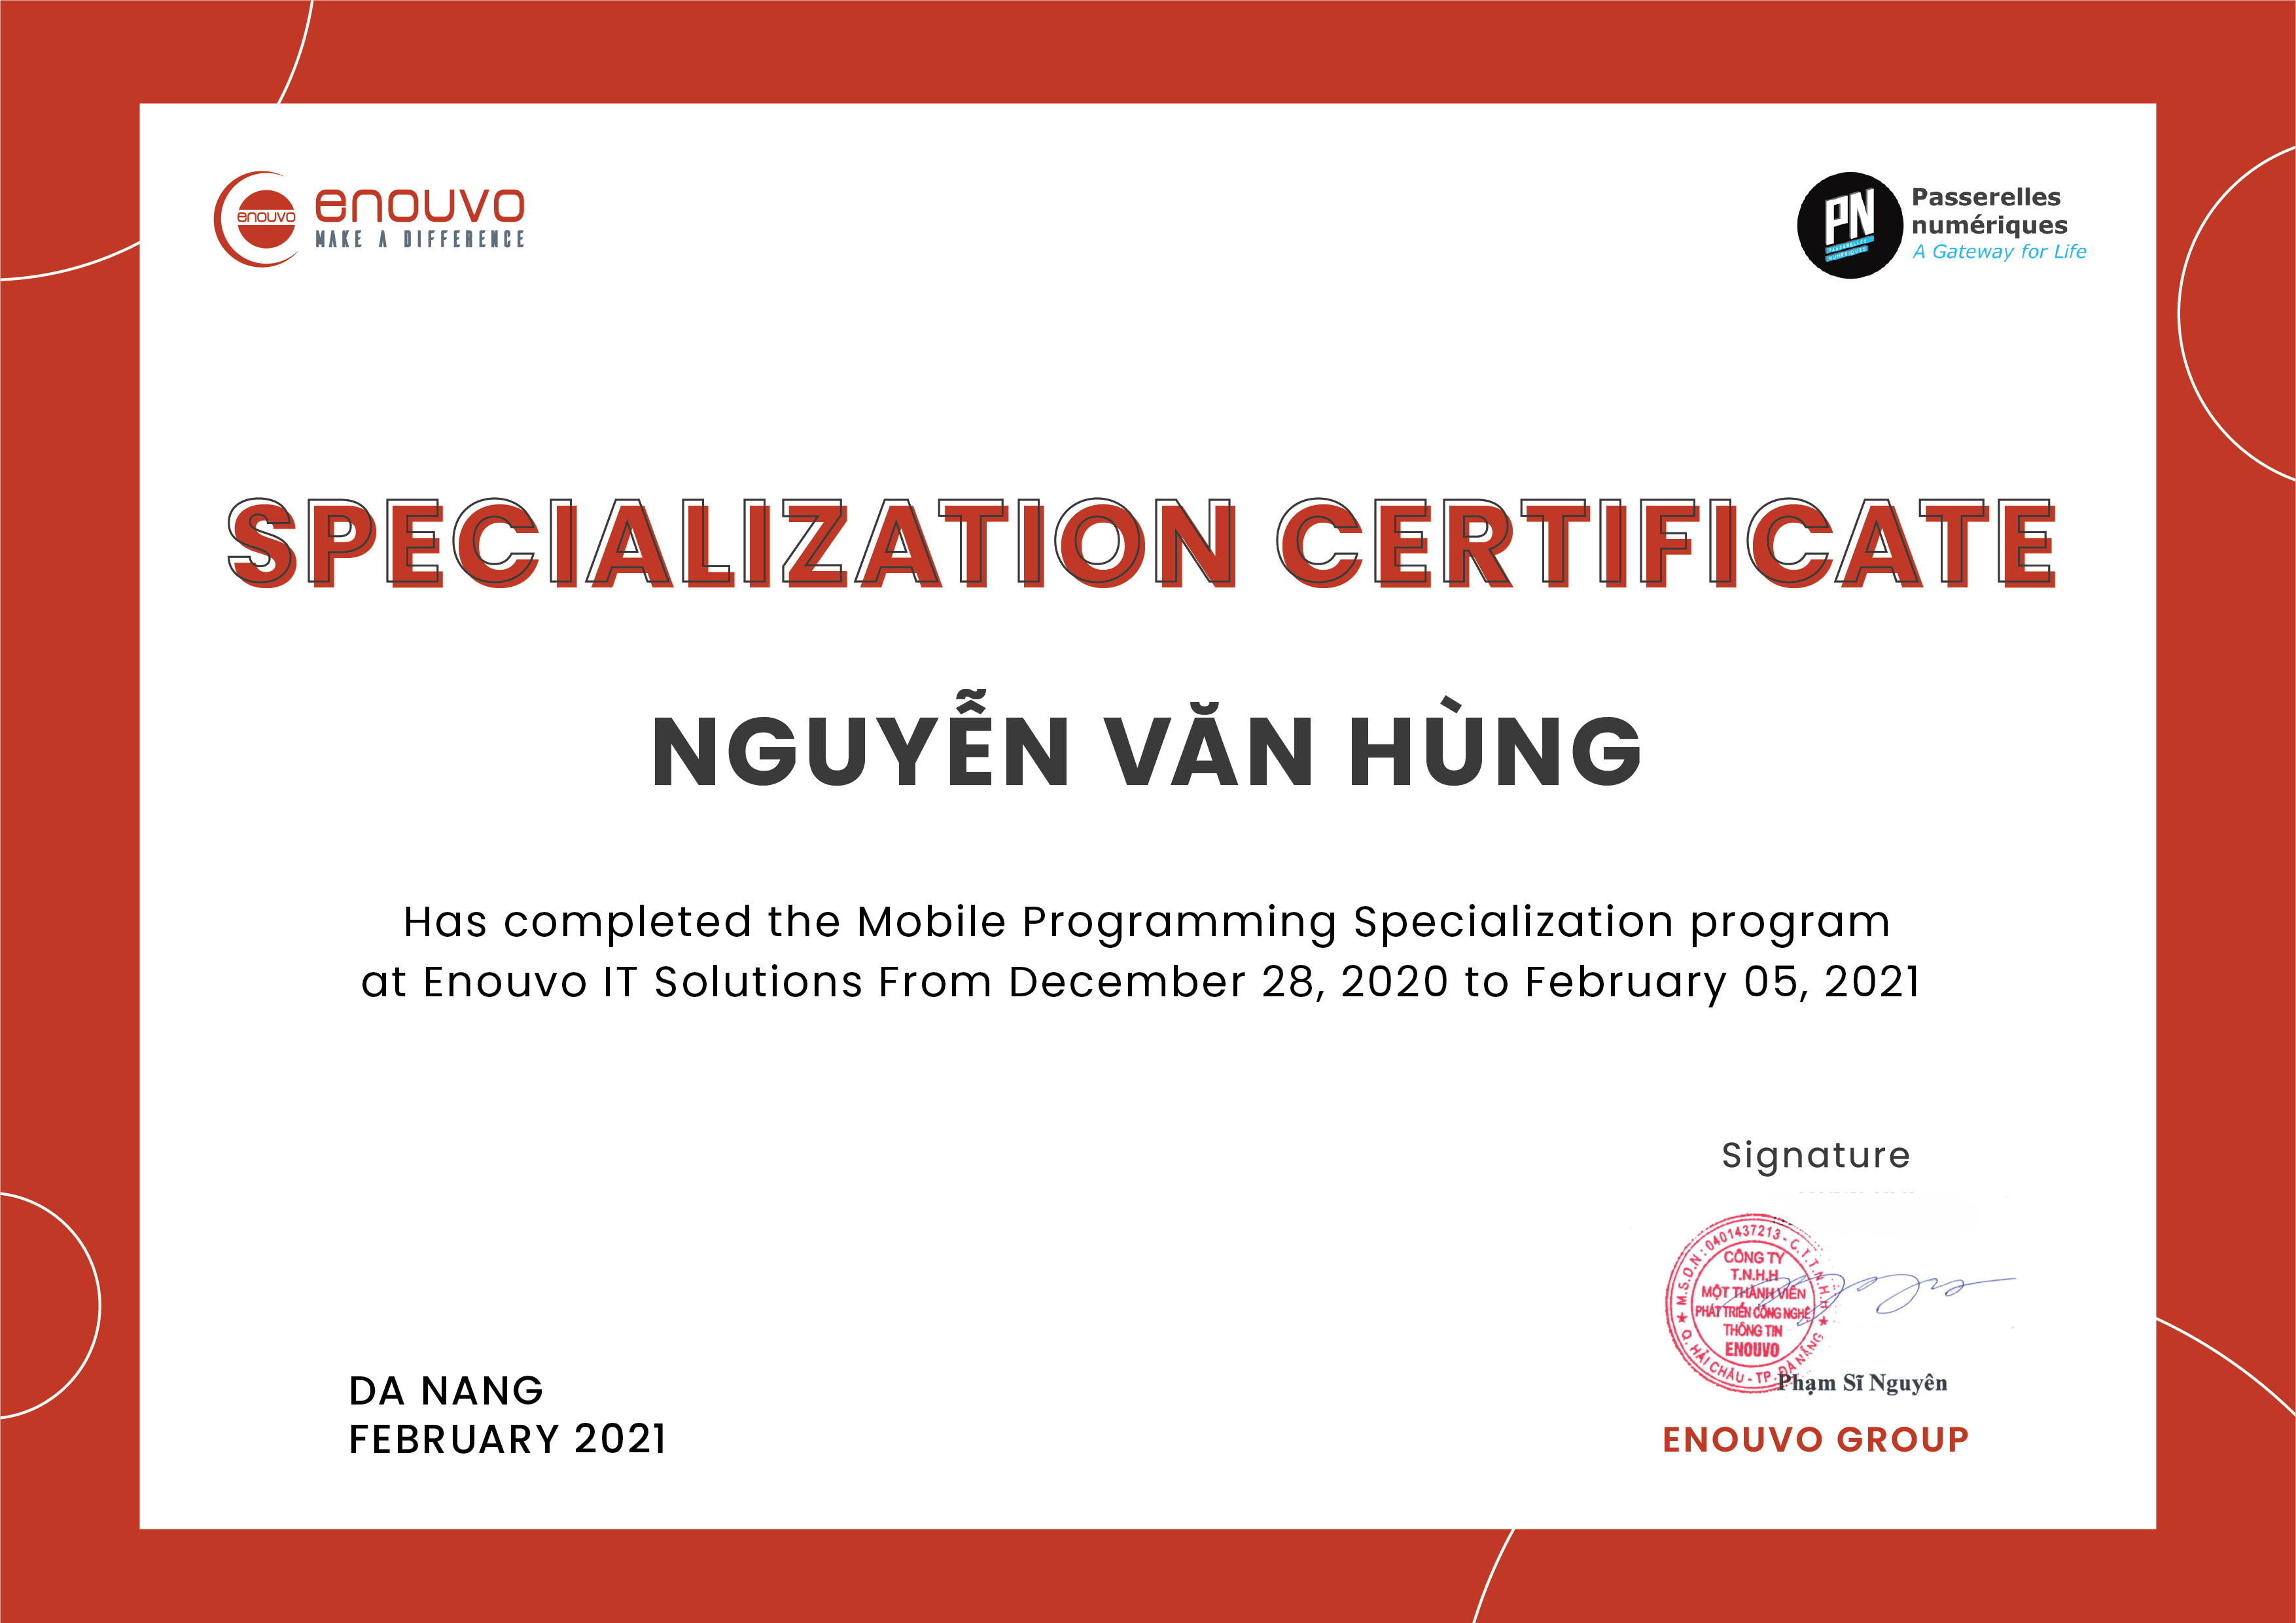 enouvo
enouvo
MAKE A DIFFERENCE
PN
PASSERELLES
NUMÉRIQUES
Passerelles
numériques
A Gateway for Life
SPECIALIZATION CERTIFICATE
NGUYỄN VĂN HÙNG
Has completed the Mobile Programming Specialization program
at Enouvo IT Solutions From December 28, 2020 to February 05, 2021
Signature
M.S.D.N: 0401437213 - C.T.T.N.H.H
CÔNG TY
T.N.H.H
MỘT THÀNH VIÊN
PHÁT TRIỂN CÔNG NGHỆ
THÔNG TIN
ENOUVO
Q. HẢI CHÂU - TP. ĐÀ NẴNG
Phạm Sĩ Nguyên
ENOUVO GROUP
DA NANG
FEBRUARY 2021